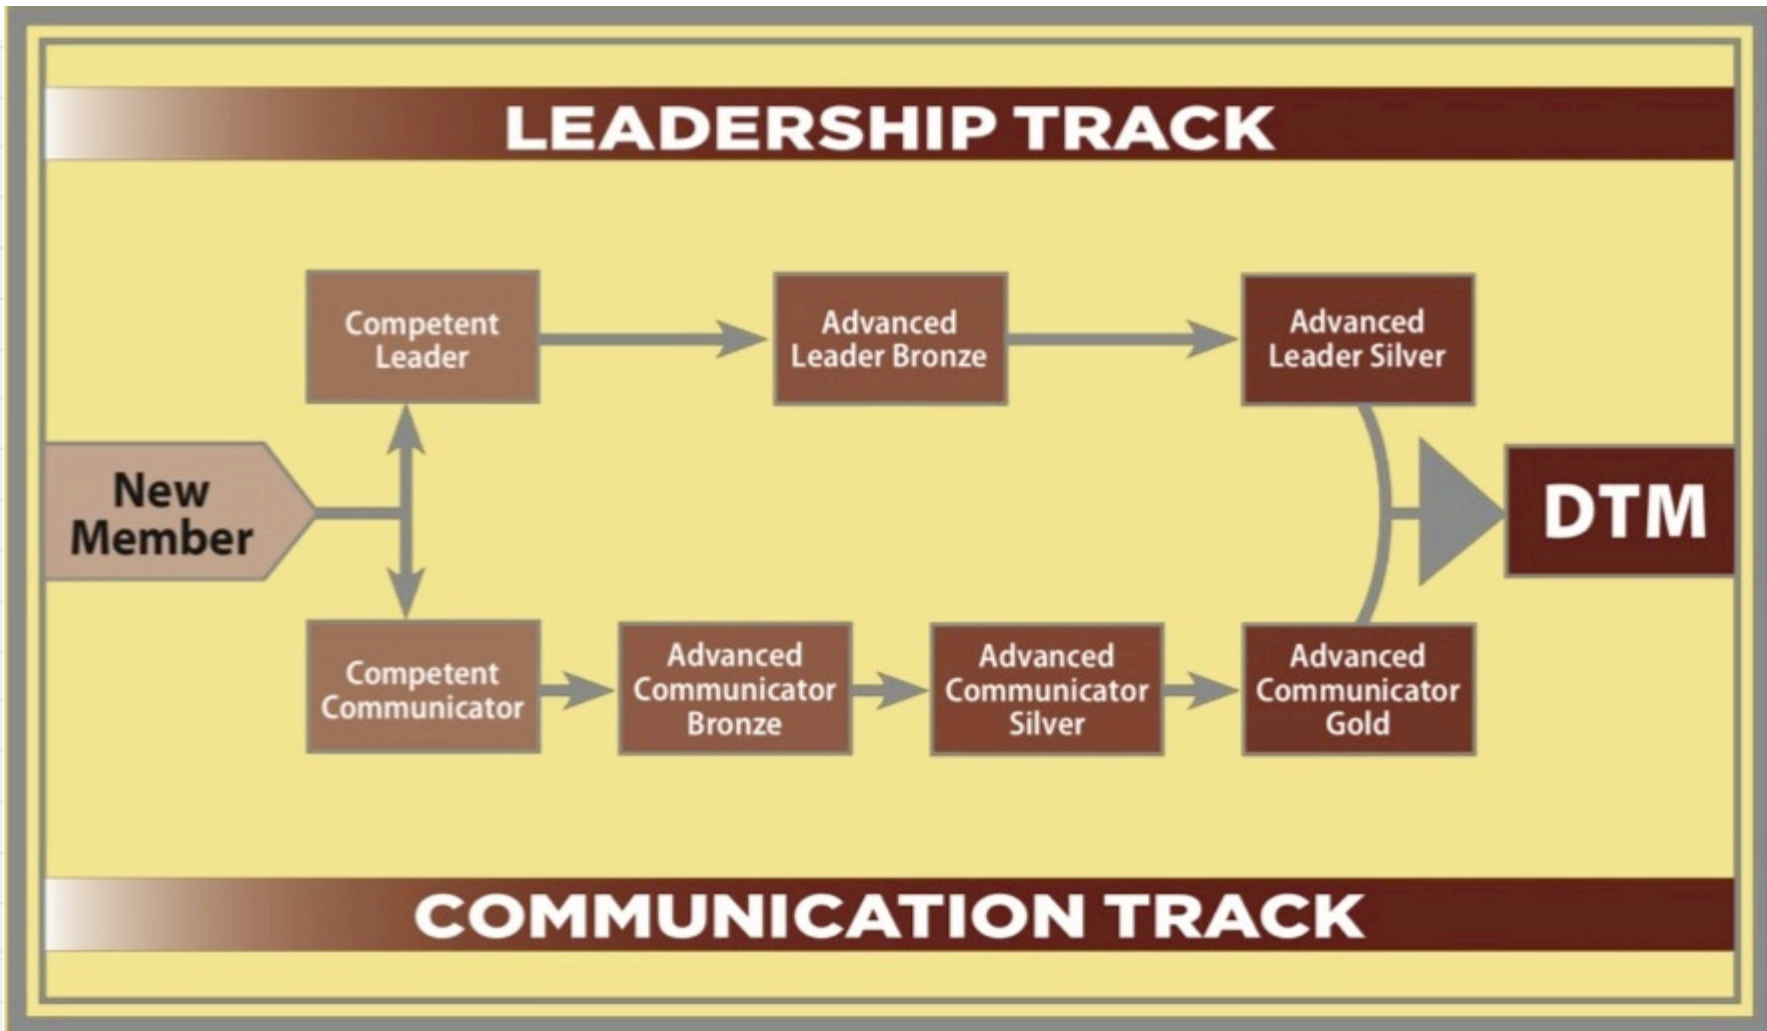 LEADERSHIP TRACK
Competent
Leader
Advanced
Leader Bronze
Advanced
Leader Silver
New
Member
DTM
Competent
Communicator
Advanced
Communicator
Bronze
Advanced
Communicator
Silver
Advanced
Communicator
Gold
COMMUNICATION TRACK